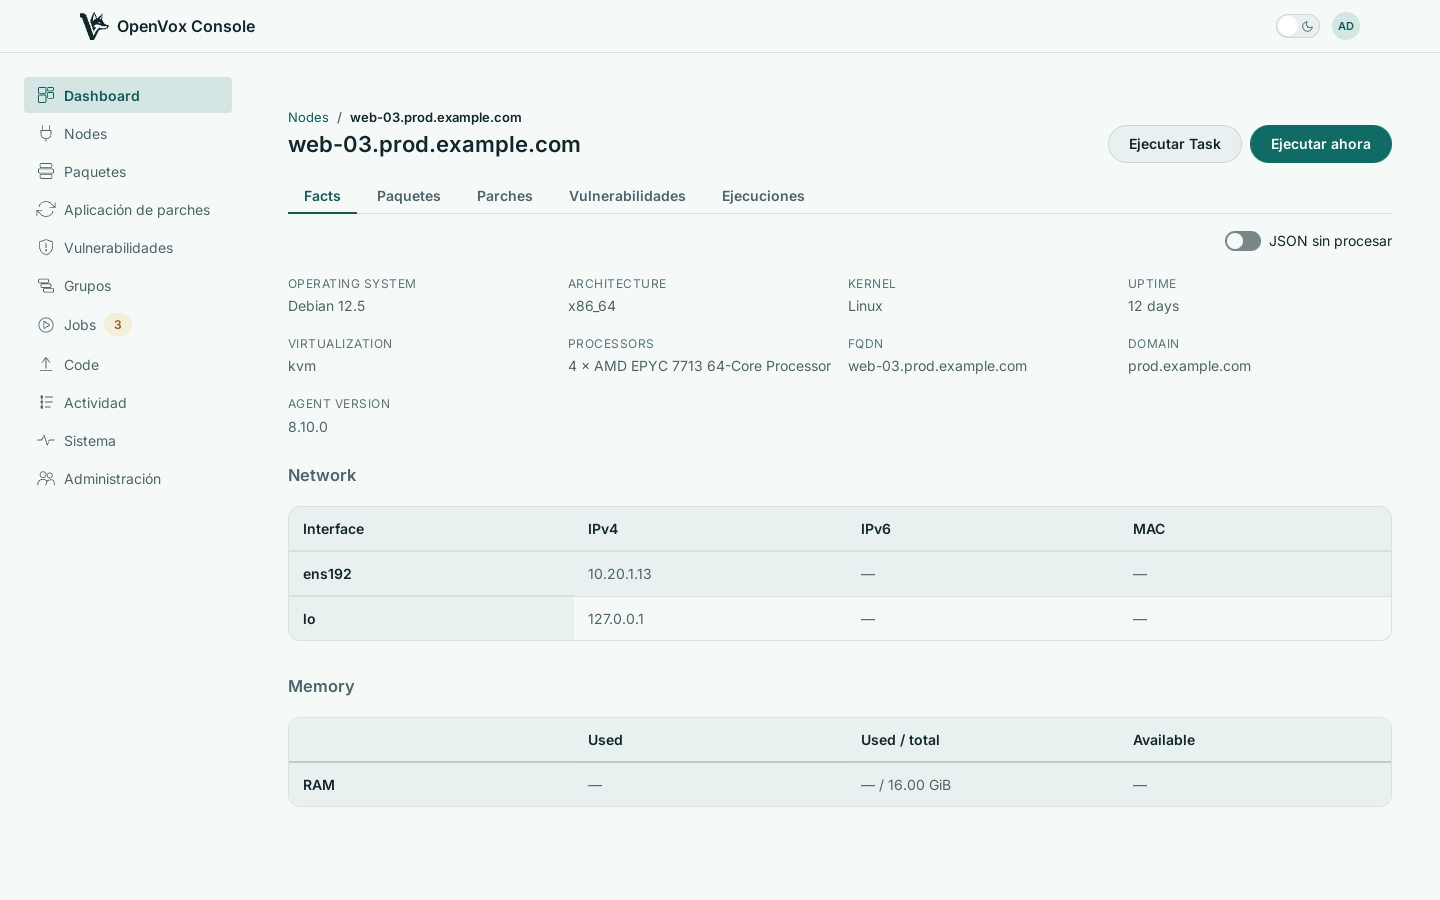 OpenVox Console
AD
Dashboard
Nodes
Paquetes
Aplicación de parches
Vulnerabilidades
Grupos
Jobs 3
Code
Actividad
Sistema
Administración
Nodes / web-03.prod.example.com
web-03.prod.example.com
Ejecutar Task
Ejecutar ahora
Facts Paquetes Parches Vulnerabilidades Ejecuciones
JSON sin procesar
OPERATING SYSTEM ARCHITECTURE KERNEL UPTIME
Debian 12.5 x86_64 Linux 12 days
VIRTUALIZATION PROCESSORS FQDN DOMAIN
kvm 4 × AMD EPYC 7713 64-Core Processor web-03.prod.example.com prod.example.com
AGENT VERSION
8.10.0
Network
Interface IPv4 IPv6 MAC
ens192 10.20.1.13 — —
lo 127.0.0.1 — —
Memory
Used Used / total Available
RAM — — / 16.00 GiB —